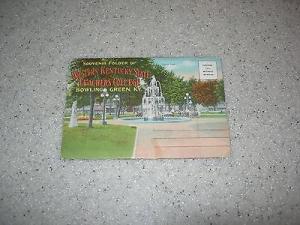 SOUVENIR FOLDER OF
WESTERN KENTUCKY STATE
TEACHERS COLLEGE
BOWLING GREEN, KY.